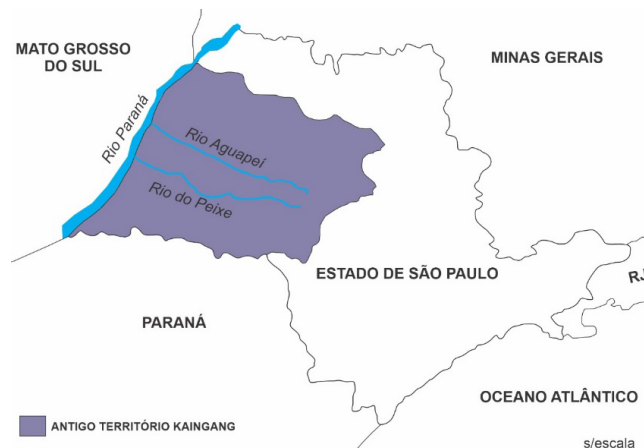 MATO GROSSO
DO SUL
MINAS GERAIS
Rio Paraná
Rio Aguapeí
Rio do Peixe
ESTADO DE SÃO PAULO
RJ
PARANÁ
OCEANO ATLÂNTICO
ANTIGO TERRITÓRIO KAINGANG
s/escala